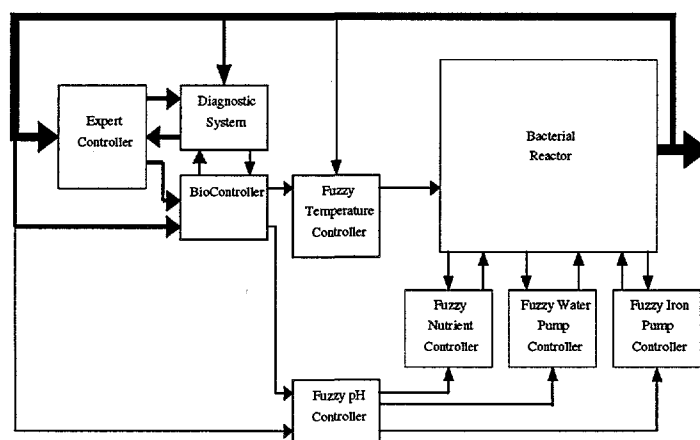 Expert
Controller
Diagnostic
System
BioController
Fuzzy
Temperature
Controller
Bacterial
Reactor
Fuzzy
Nutrient
Controller
Fuzzy Water
Pump
Controller
Fuzzy Iron
Pump
Controller
Fuzzy pH
Controller